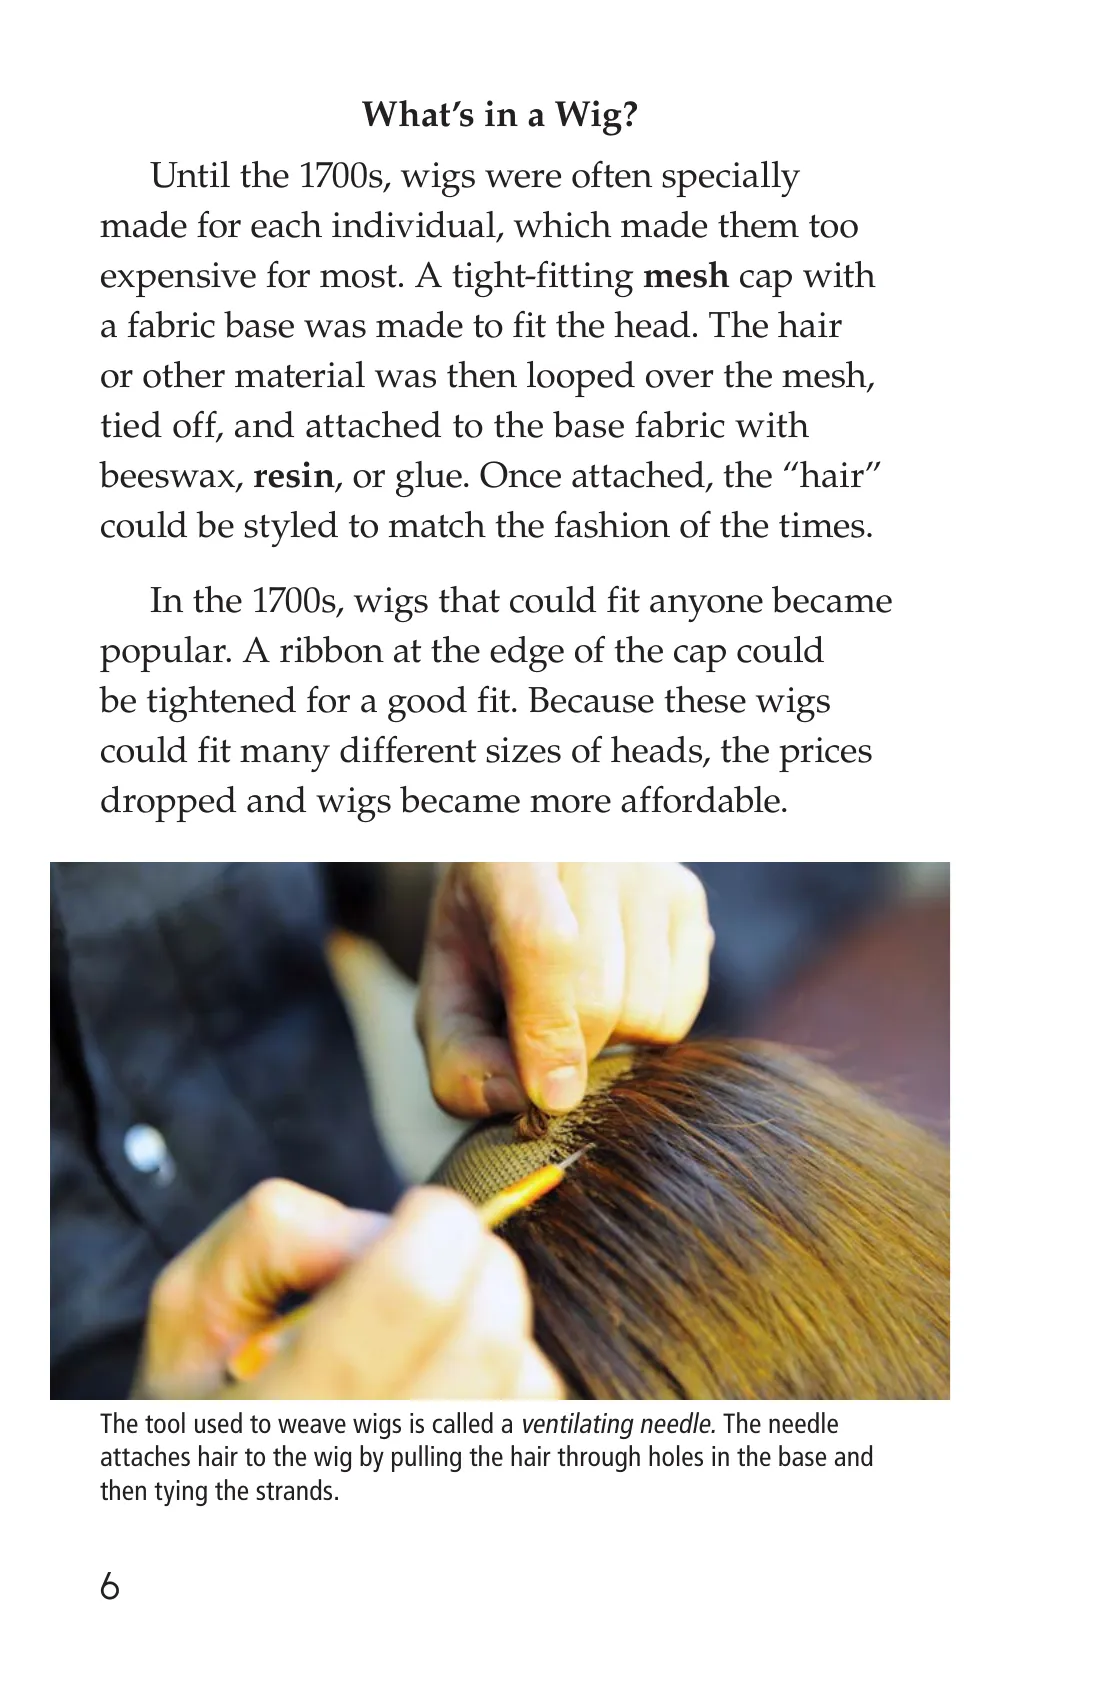 What's in a Wig?
Until the 1700s, wigs were often specially
made for each individual, which made them too
expensive for most. A tight-fitting mesh cap with
a fabric base was made to fit the head. The hair
or other material was then looped over the mesh,
tied off, and attached to the base fabric with
beeswax, resin, or glue. Once attached, the “hair”
could be styled to match the fashion of the times.
In the 1700s, wigs that could fit anyone became
popular. A ribbon at the edge of the cap could
be tightened for a good fit. Because these wigs
could fit many different sizes of heads, the prices
dropped and wigs became more affordable.
The tool used to weave wigs is called a ventilating needle. The needle
attaches hair to the wig by pulling the hair through holes in the base and
then tying the strands.
6